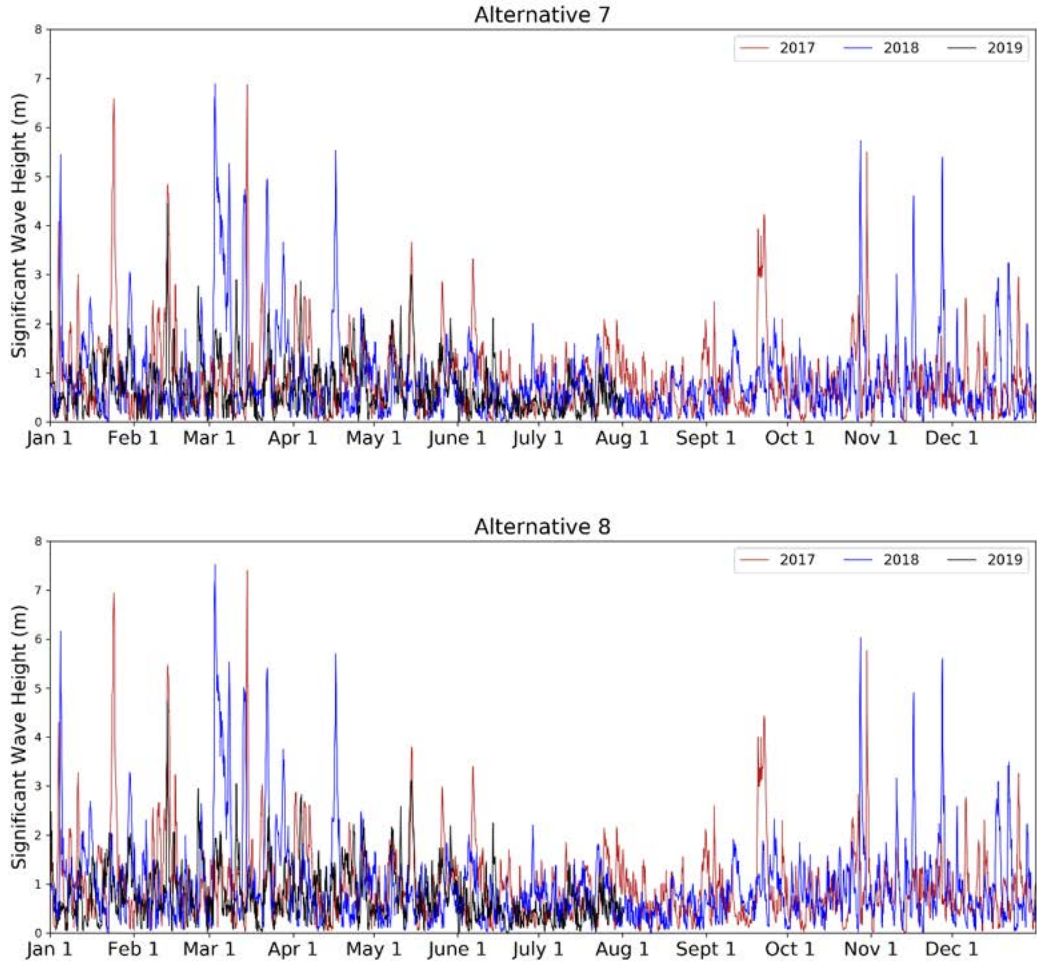 Alternative 7
8
7
6
5
4
3
2
1
0
Significant Wave Height (m)
2017 2018 2019
Jan 1 Feb 1 Mar 1 Apr 1 May 1 June 1 July 1 Aug 1 Sept 1 Oct 1 Nov 1 Dec 1
Alternative 8
8
7
6
5
4
3
2
1
0
Significant Wave Height (m)
2017 2018 2019
Jan 1 Feb 1 Mar 1 Apr 1 May 1 June 1 July 1 Aug 1 Sept 1 Oct 1 Nov 1 Dec 1